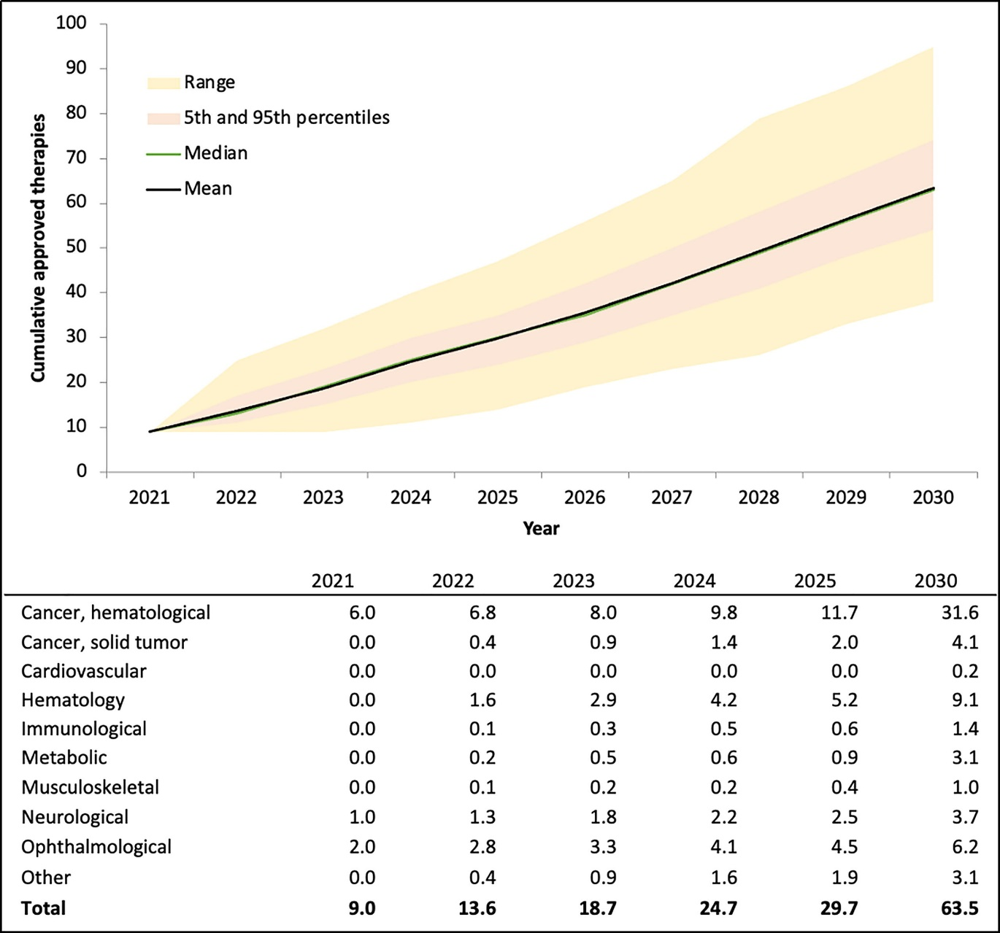 100
90
80
70
60
50
40
30
20
10
0
Cumulative approved therapies
Range
5th and 95th percentiles
Median
Mean
2021 2022 2023 2024 2025 2026 2027 2028 2029 2030
Year
2021 2022 2023 2024 2025 2030
Cancer, hematological 6.0 6.8 8.0 9.8 11.7 31.6
Cancer, solid tumor 0.0 0.4 0.9 1.4 2.0 4.1
Cardiovascular 0.0 0.0 0.0 0.0 0.0 0.2
Hematology 0.0 1.6 2.9 4.2 5.2 9.1
Immunological 0.0 0.1 0.3 0.5 0.6 1.4
Metabolic 0.0 0.2 0.5 0.6 0.9 3.1
Musculoskeletal 0.0 0.1 0.2 0.2 0.4 1.0
Neurological 1.0 1.3 1.8 2.2 2.5 3.7
Ophthalmological 2.0 2.8 3.3 4.1 4.5 6.2
Other 0.0 0.4 0.9 1.6 1.9 3.1
Total 9.0 13.6 18.7 24.7 29.7 63.5